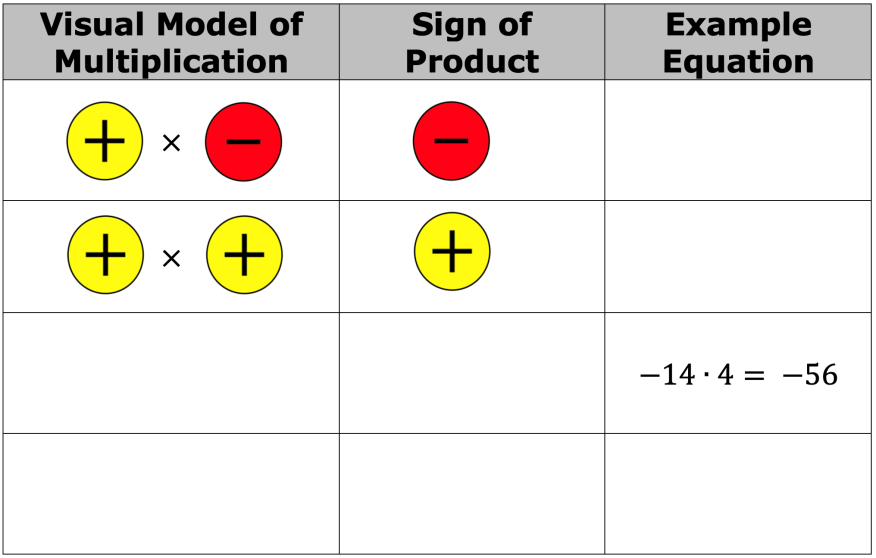 Visual Model of Multiplication
Sign of Product
Example Equation
+ × − −
+ × + +
−14 · 4 = −56